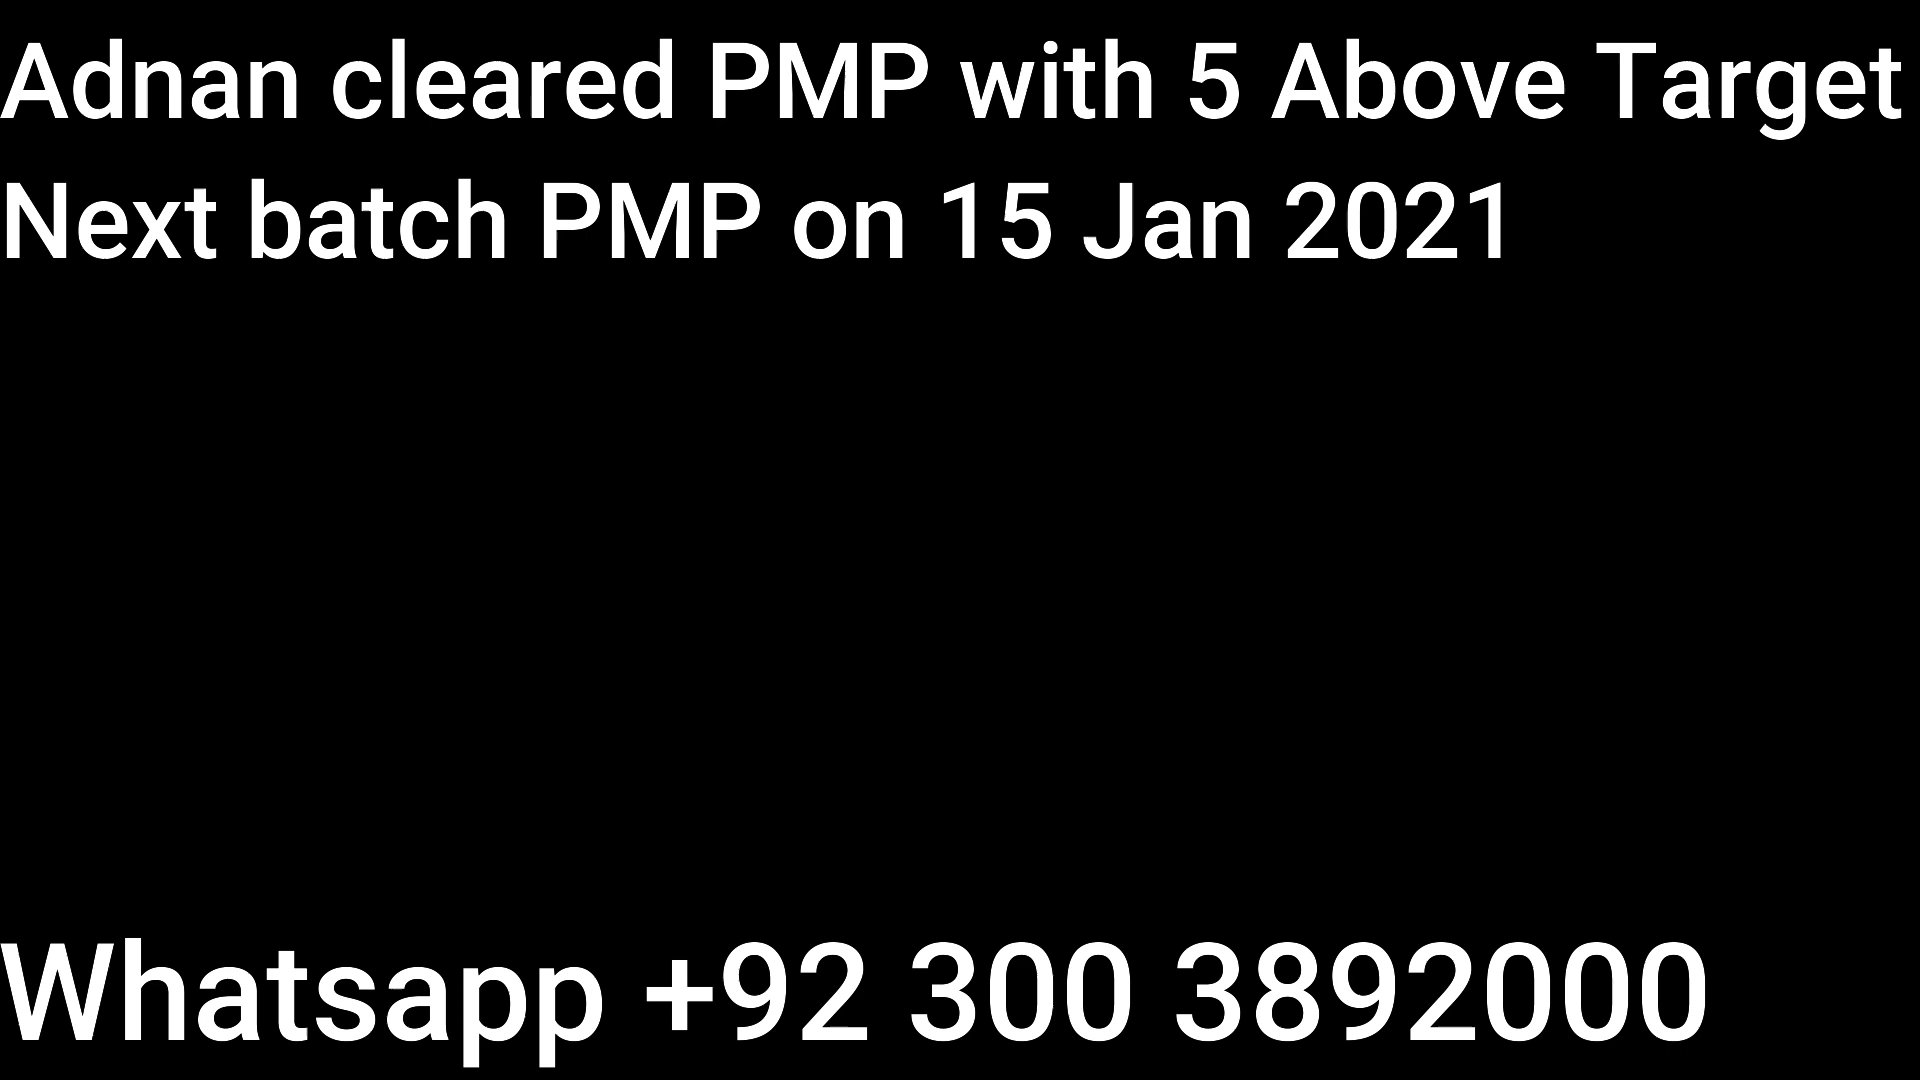 Adnan cleared PMP with 5 Above Target
Next batch PMP on 15 Jan 2021
Whatsapp +92 300 3892000